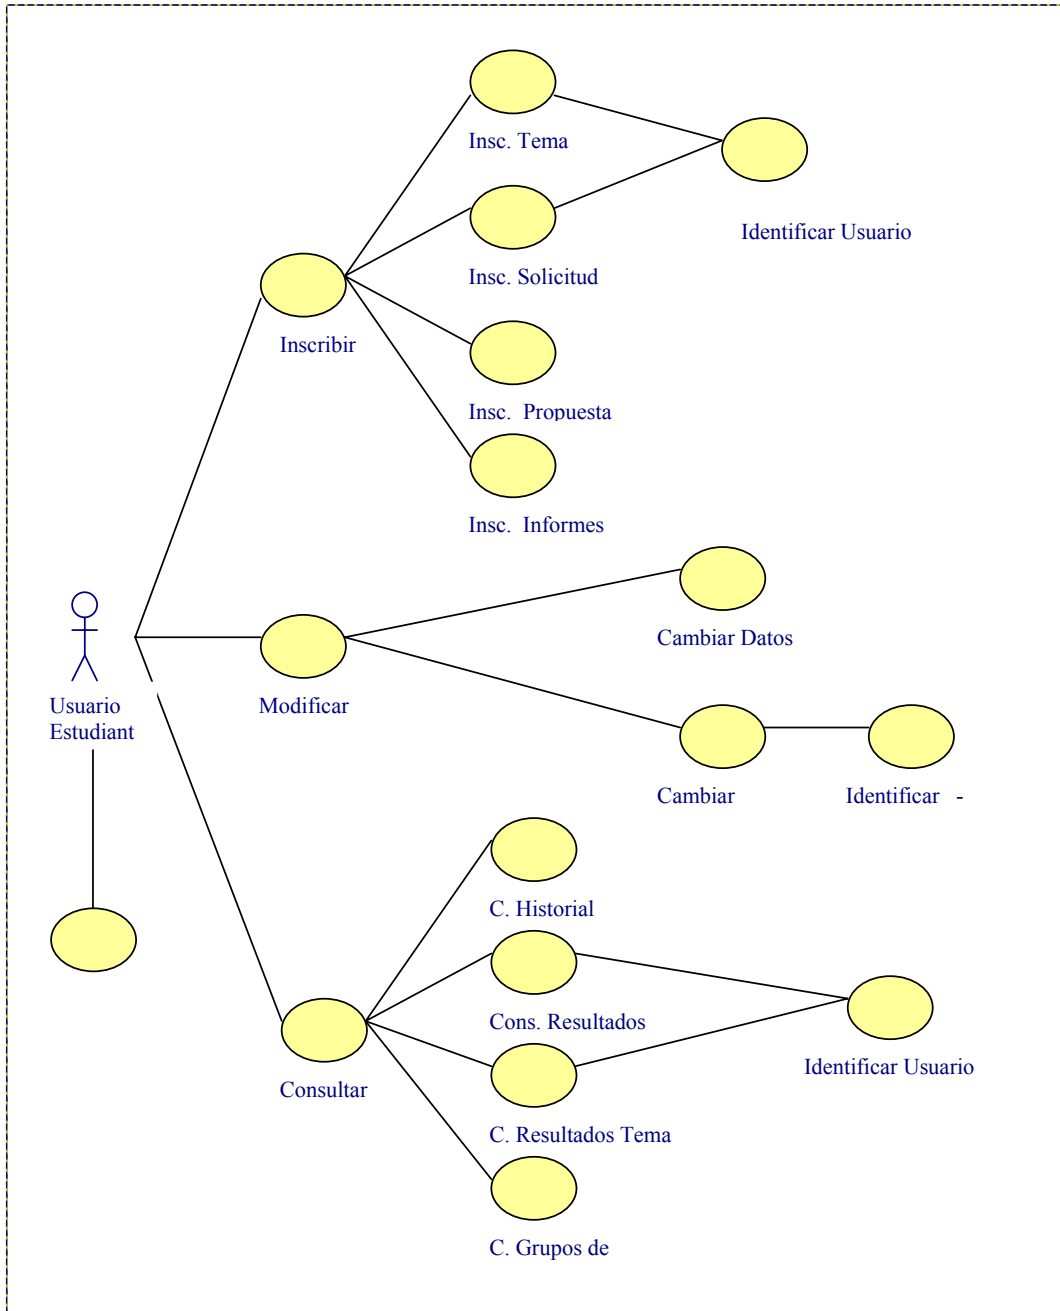 Insc. Tema
Identificar Usuario
Insc. Solicitud
Inscribir
Insc. Propuesta
Insc. Informes
Cambiar Datos
Usuario
Estudiant
Modificar
Cambiar
Identificar -
C. Historial
Cons. Resultados
Identificar Usuario
Consultar
C. Resultados Tema
C. Grupos de